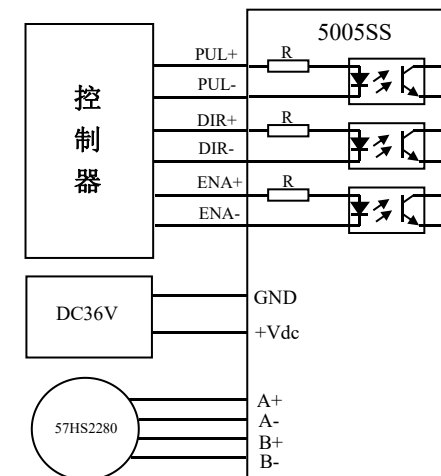 5005SS
控制器
PUL+
R
PUL-
DIR+
R
DIR-
ENA+
R
ENA-
DC36V
GND
+Vdc
57HS2280
A+
A-
B+
B-